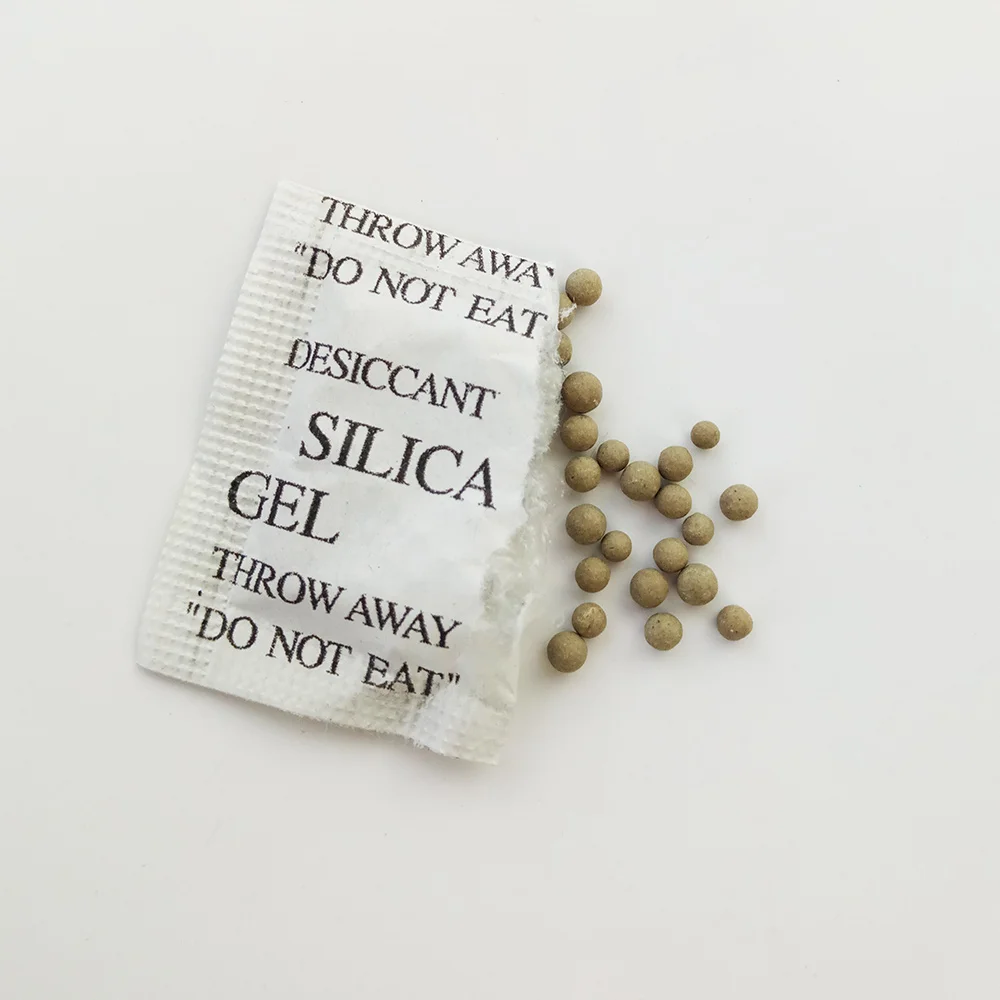 THROW AWAY
"DO NOT EAT
DESICCANT
SILICA
GEL
THROW AWAY
"DO NOT EAT"